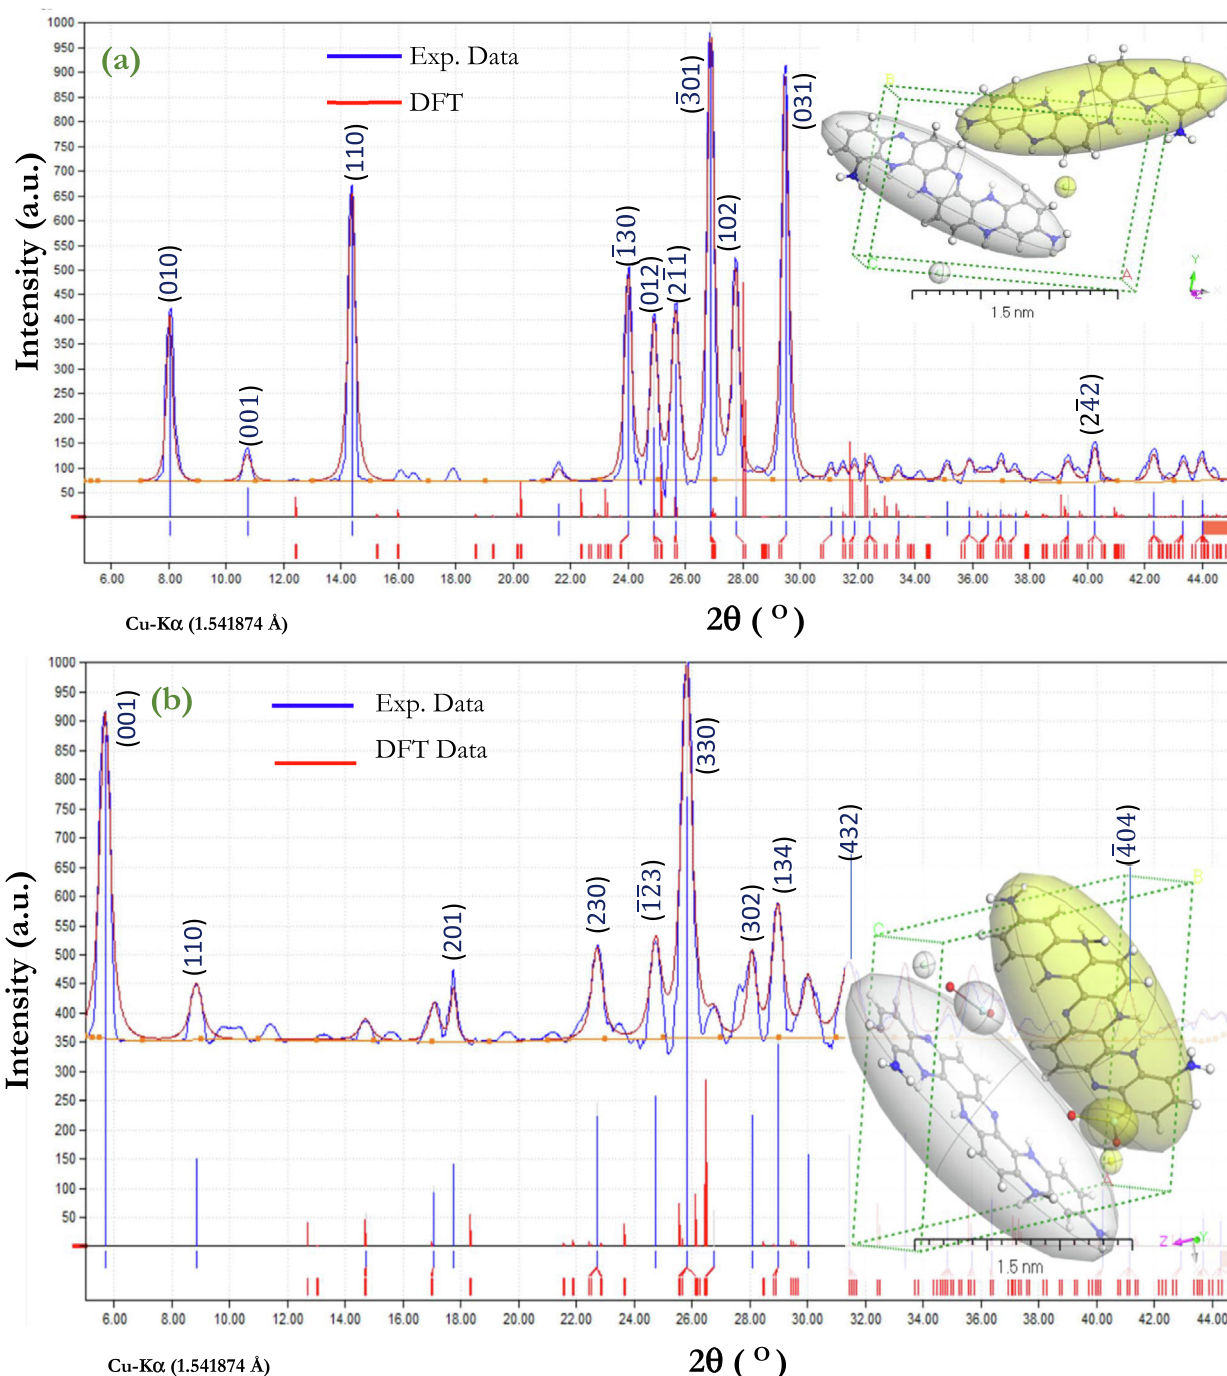 1000
950
900
850
800
750
700
650
600
550
500
450
400
350
300
250
200
150
100
50
Intensity (a.u.)
(a)
Exp. Data
DFT
(010)
(001)
(110)
(1̅30)
(012)
(21̅1)
(3̅01)
(102)
(031)
(24̅2)
B
A
Y
1.5 nm
6.00 8.00 10.00 12.00 14.00 16.00 18.00 20.00 22.00 24.00 26.00 28.00 30.00 32.00 34.00 36.00 38.00 40.00 42.00 44.00
Cu-Kα (1.541874 Å)
2θ ( ᴼ )
1000
950
900
850
800
750
700
650
600
550
500
450
400
350
300
250
200
150
100
50
Intensity (a.u.)
(b)
Exp. Data
DFT Data
(001)
(110)
(201)
(230)
(1̅2̅3)
(330)
(302)
(134)
(432)
(4̅04)
B
C
A
Z Y
1.5 nm
6.00 8.00 10.00 12.00 14.00 16.00 18.00 20.00 22.00 24.00 26.00 28.00 30.00 32.00 34.00 36.00 38.00 40.00 42.00 44.00
Cu-Kα (1.541874 Å)
2θ ( ᴼ )